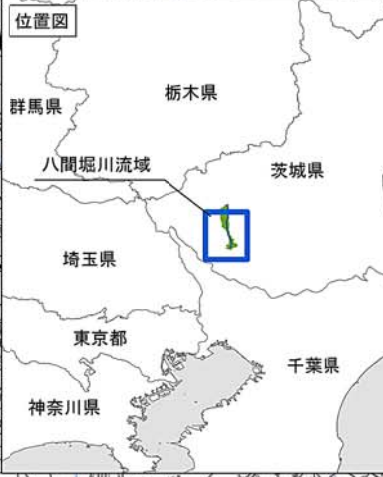 位置図
栃木県
群馬県
八間堀川流域
茨城県
埼玉県
東京都
千葉県
神奈川県